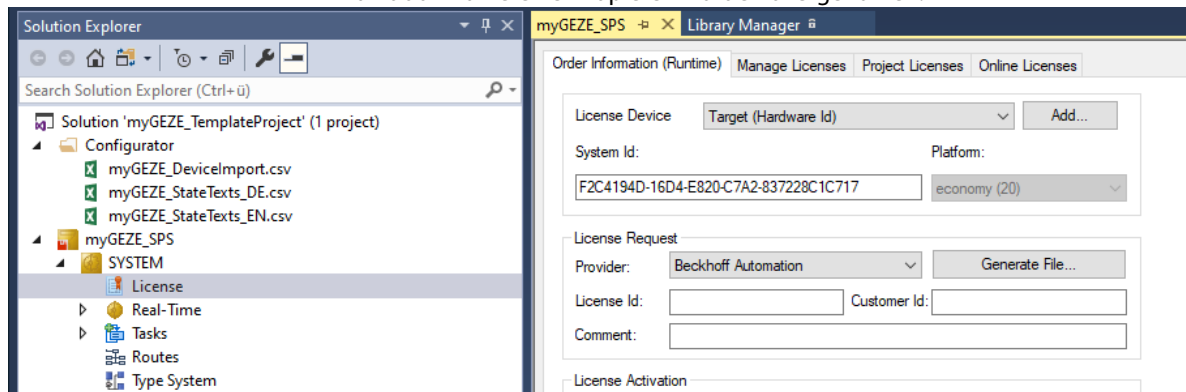 Solution Explorer
Search Solution Explorer (Ctrl+ü)
Solution 'myGEZE_TemplateProject' (1 project)
Configurator
myGEZE_DeviceImport.csv
myGEZE_StateTexts_DE.csv
myGEZE_StateTexts_EN.csv
myGEZE_SPS
SYSTEM
License
Real-Time
Tasks
Routes
Type System
myGEZE_SPS
Library Manager
Order Information (Runtime)
Manage Licenses
Project Licenses
Online Licenses
License Device
Target (Hardware Id)
Add...
System Id:
Platform:
F2C4194D-16D4-E820-C7A2-837228C1C717
economy (20)
License Request
Provider:
Beckhoff Automation
Generate File...
License Id:
Customer Id:
Comment:
License Activation